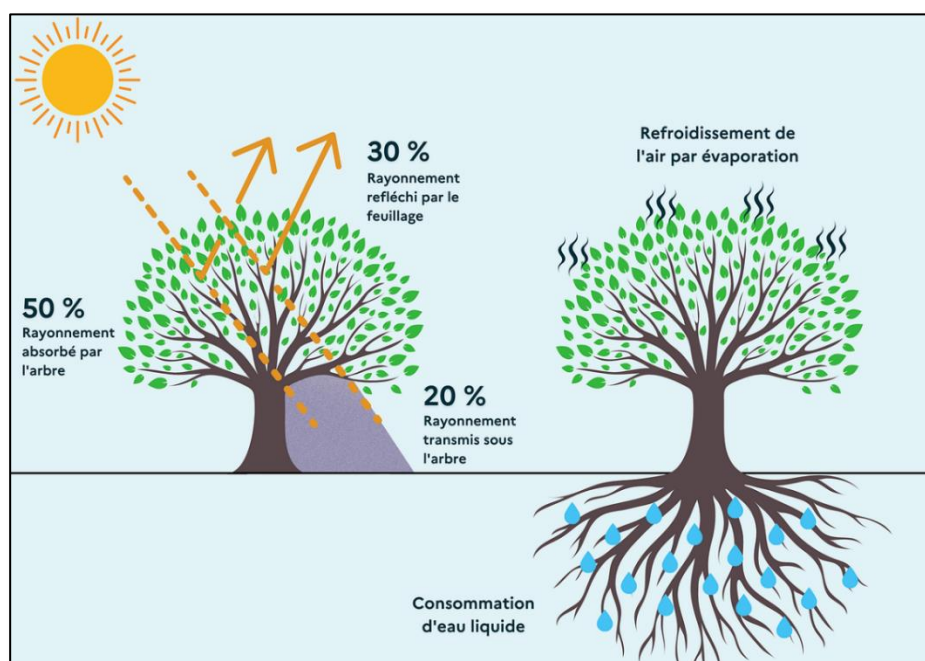 30 %
Rayonnement
refléchi par le
feuillage
50 %
Rayonnement
absorbé par
l'arbre
20 %
Rayonnement
transmis sous
l'arbre
Refroidissement de
l'air par évaporation
Consommation
d'eau liquide